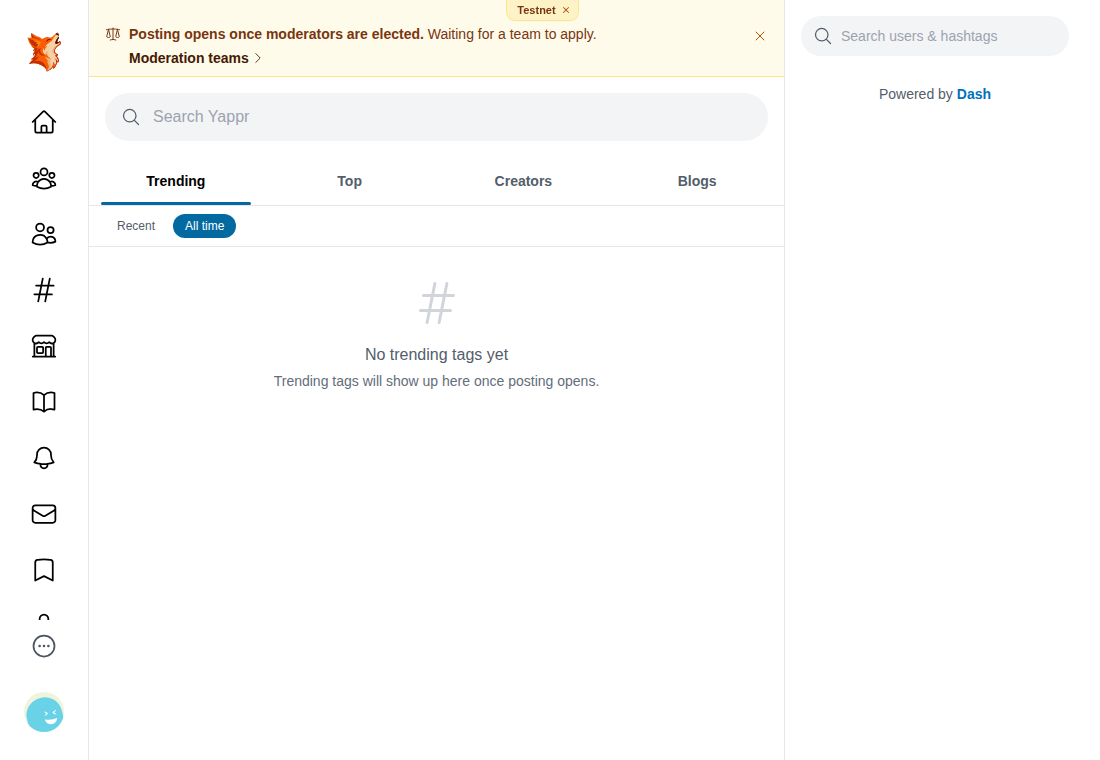 Testnet
Posting opens once moderators are elected. Waiting for a team to apply.
Moderation teams
Search Yappr
Trending
Top
Creators
Blogs
Recent
All time
#
No trending tags yet
Trending tags will show up here once posting opens.
Search users & hashtags
Powered by Dash